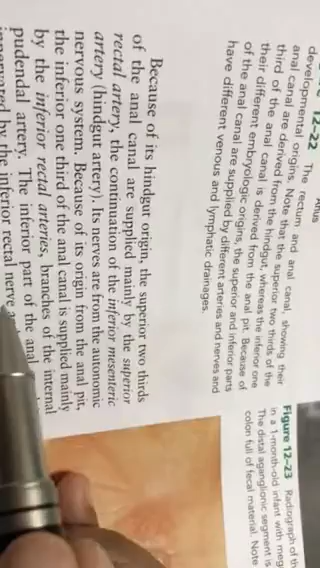 12-22 The rectum and anal canal, showing their
developmental origins. Note that the superior two thirds of the
anal canal are derived from the hindgut, whereas the inferior one
third of the anal canal is derived from the anal pit. Because of
their different embryologic origins, the superior and inferior parts
of the anal canal are supplied by different arteries and nerves and
have different venous and lymphatic drainages.
Figure 12-23 Radiograph of th
in a 1-month-old infant with meg
The distal aganglionic segment is
colon full of fecal material. Note
Because of its hindgut origin, the superior two thirds
of the anal canal are supplied mainly by the superior
rectal artery, the continuation of the inferior mesenteric
artery (hindgut artery). Its nerves are from the autonomic
nervous system. Because of its origin from the anal pit,
the inferior one third of the anal canal is supplied mainly
by the inferior rectal arteries, branches of the internal
pudendal artery. The inferior part of the anal
by the inferior rectal nerve